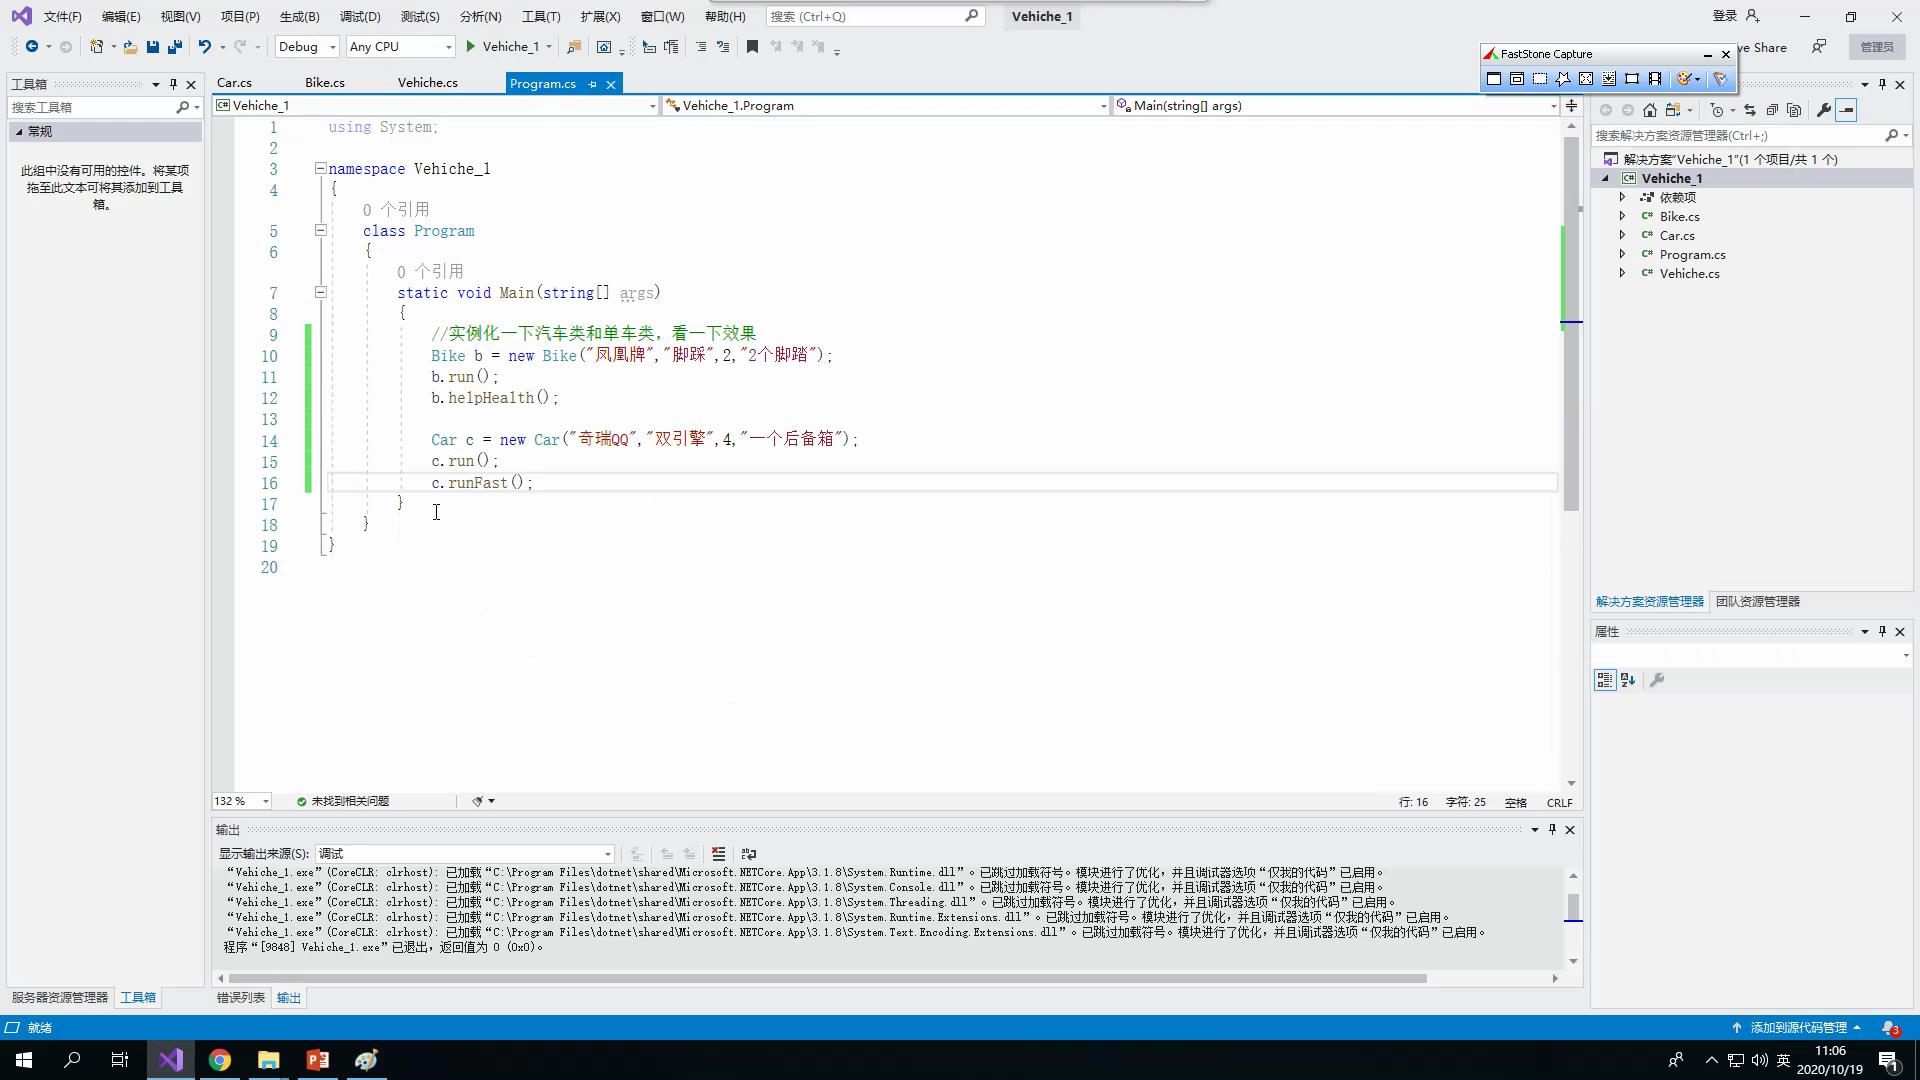 文件(F) 编辑(E) 视图(V) 项目(P) 生成(B) 调试(D) 测试(S) 分析(N) 工具(T) 扩展(X) 窗口(W) 帮助(H) 搜索 (Ctrl+Q) Vehiche_1 登录
Debug Any CPU Vehiche_1 ve Share 管理员
FastStone Capture
工具箱 Car.cs Bike.cs Vehiche.cs Program.cs
搜索工具箱
常规
此组中没有可用的控件。将某项
拖至此文本可将其添加到工具
箱。
Vehiche_1 Vehiche_1.Program Main(string[] args)
1 using System;
2
3 namespace Vehiche_1
4 {
0 个引用
5 class Program
6 {
0 个引用
7 static void Main(string[] args)
8 {
9 //实例化一下汽车类和单车类，看一下效果
10 Bike b = new Bike("凤凰牌","脚踩",2,"2个脚踏");
11 b.run();
12 b.helpHealth();
13
14 Car c = new Car("奇瑞QQ","双引擎",4,"一个后备箱");
15 c.run();
16 c.runFast();
17 }
18 }
19 }
20
132 % 未找到相关问题 行: 16 字符: 25 空格 CRLF
搜索解决方案资源管理器(Ctrl+;)
解决方案"Vehiche_1"(1 个项目/共 1 个)
Vehiche_1
依赖项
Bike.cs
Car.cs
Program.cs
Vehiche.cs
解决方案资源管理器 团队资源管理器
属性
输出
显示输出来源(S): 调试
“Vehiche_1.exe”(CoreCLR: clrhost): 已加载“C:\Program Files\dotnet\shared\Microsoft.NETCore.App\3.1.8\System.Runtime.dll”。已跳过加载符号。模块进行了优化，并且调试器选项“仅我的代码”已启用。
“Vehiche_1.exe”(CoreCLR: clrhost): 已加载“C:\Program Files\dotnet\shared\Microsoft.NETCore.App\3.1.8\System.Console.dll”。已跳过加载符号。模块进行了优化，并且调试器选项“仅我的代码”已启用。
“Vehiche_1.exe”(CoreCLR: clrhost): 已加载“C:\Program Files\dotnet\shared\Microsoft.NETCore.App\3.1.8\System.Threading.dll”。已跳过加载符号。模块进行了优化，并且调试器选项“仅我的代码”已启用。
“Vehiche_1.exe”(CoreCLR: clrhost): 已加载“C:\Program Files\dotnet\shared\Microsoft.NETCore.App\3.1.8\System.Runtime.Extensions.dll”。已跳过加载符号。模块进行了优化，并且调试器选项“仅我的代码”已启用。
“Vehiche_1.exe”(CoreCLR: clrhost): 已加载“C:\Program Files\dotnet\shared\Microsoft.NETCore.App\3.1.8\System.Text.Encoding.Extensions.dll”。已跳过加载符号。模块进行了优化，并且调试器选项“仅我的代码”已启用。
程序“[9848] Vehiche_1.exe”已退出，返回值为 0 (0x0)。
服务器资源管理器 工具箱 错误列表 输出
就绪 添加到源代码管理 3
英 11:06
2020/10/19 1